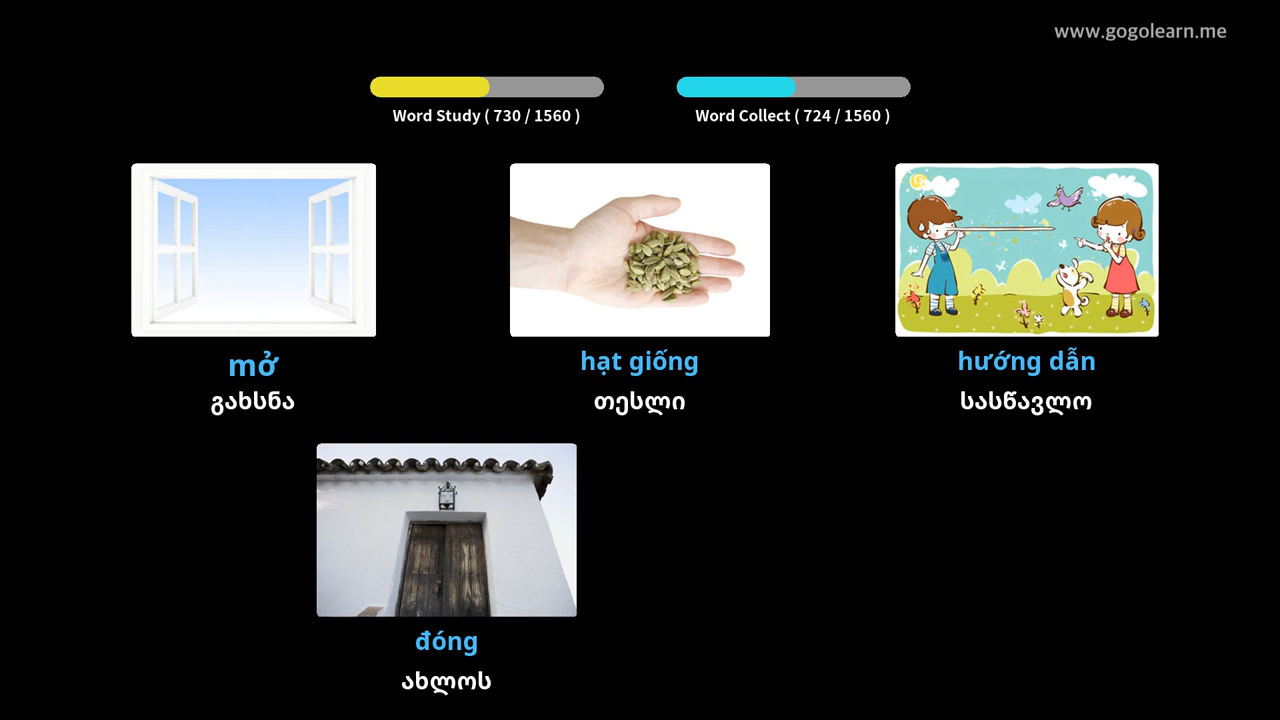 www.gogolearn.me
Word Study ( 730 / 1560 )
Word Collect ( 724 / 1560 )
mở
გახსნა
hạt giống
თესლი
hướng dẫn
სასწავლო
đóng
ახლოს